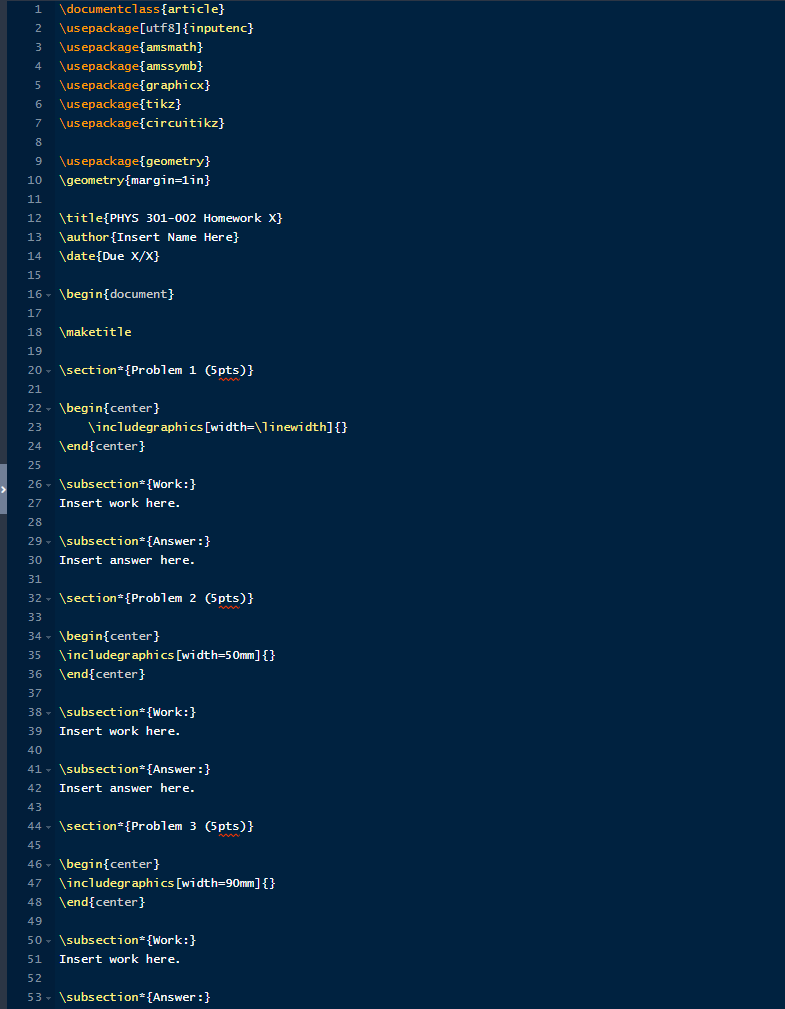 1 \documentclass{article}
2 \usepackage[utf8]{inputenc}
3 \usepackage{amsmath}
4 \usepackage{amssymb}
5 \usepackage{graphicx}
6 \usepackage{tikz}
7 \usepackage{circuitikz}
8
9 \usepackage{geometry}
10 \geometry{margin=1in}
11
12 \title{PHYS 301-002 Homework X}
13 \author{Insert Name Here}
14 \date{Due X/X}
15
16 \begin{document}
17
18 \maketitle
19
20 \section*{Problem 1 (5pts)}
21
22 \begin{center}
23     \includegraphics[width=\linewidth]{}
24 \end{center}
25
26 \subsection*{Work:}
27 Insert work here.
28
29 \subsection*{Answer:}
30 Insert answer here.
31
32 \section*{Problem 2 (5pts)}
33
34 \begin{center}
35 \includegraphics[width=50mm]{}
36 \end{center}
37
38 \subsection*{Work:}
39 Insert work here.
40
41 \subsection*{Answer:}
42 Insert answer here.
43
44 \section*{Problem 3 (5pts)}
45
46 \begin{center}
47 \includegraphics[width=90mm]{}
48 \end{center}
49
50 \subsection*{Work:}
51 Insert work here.
52
53 \subsection*{Answer:}